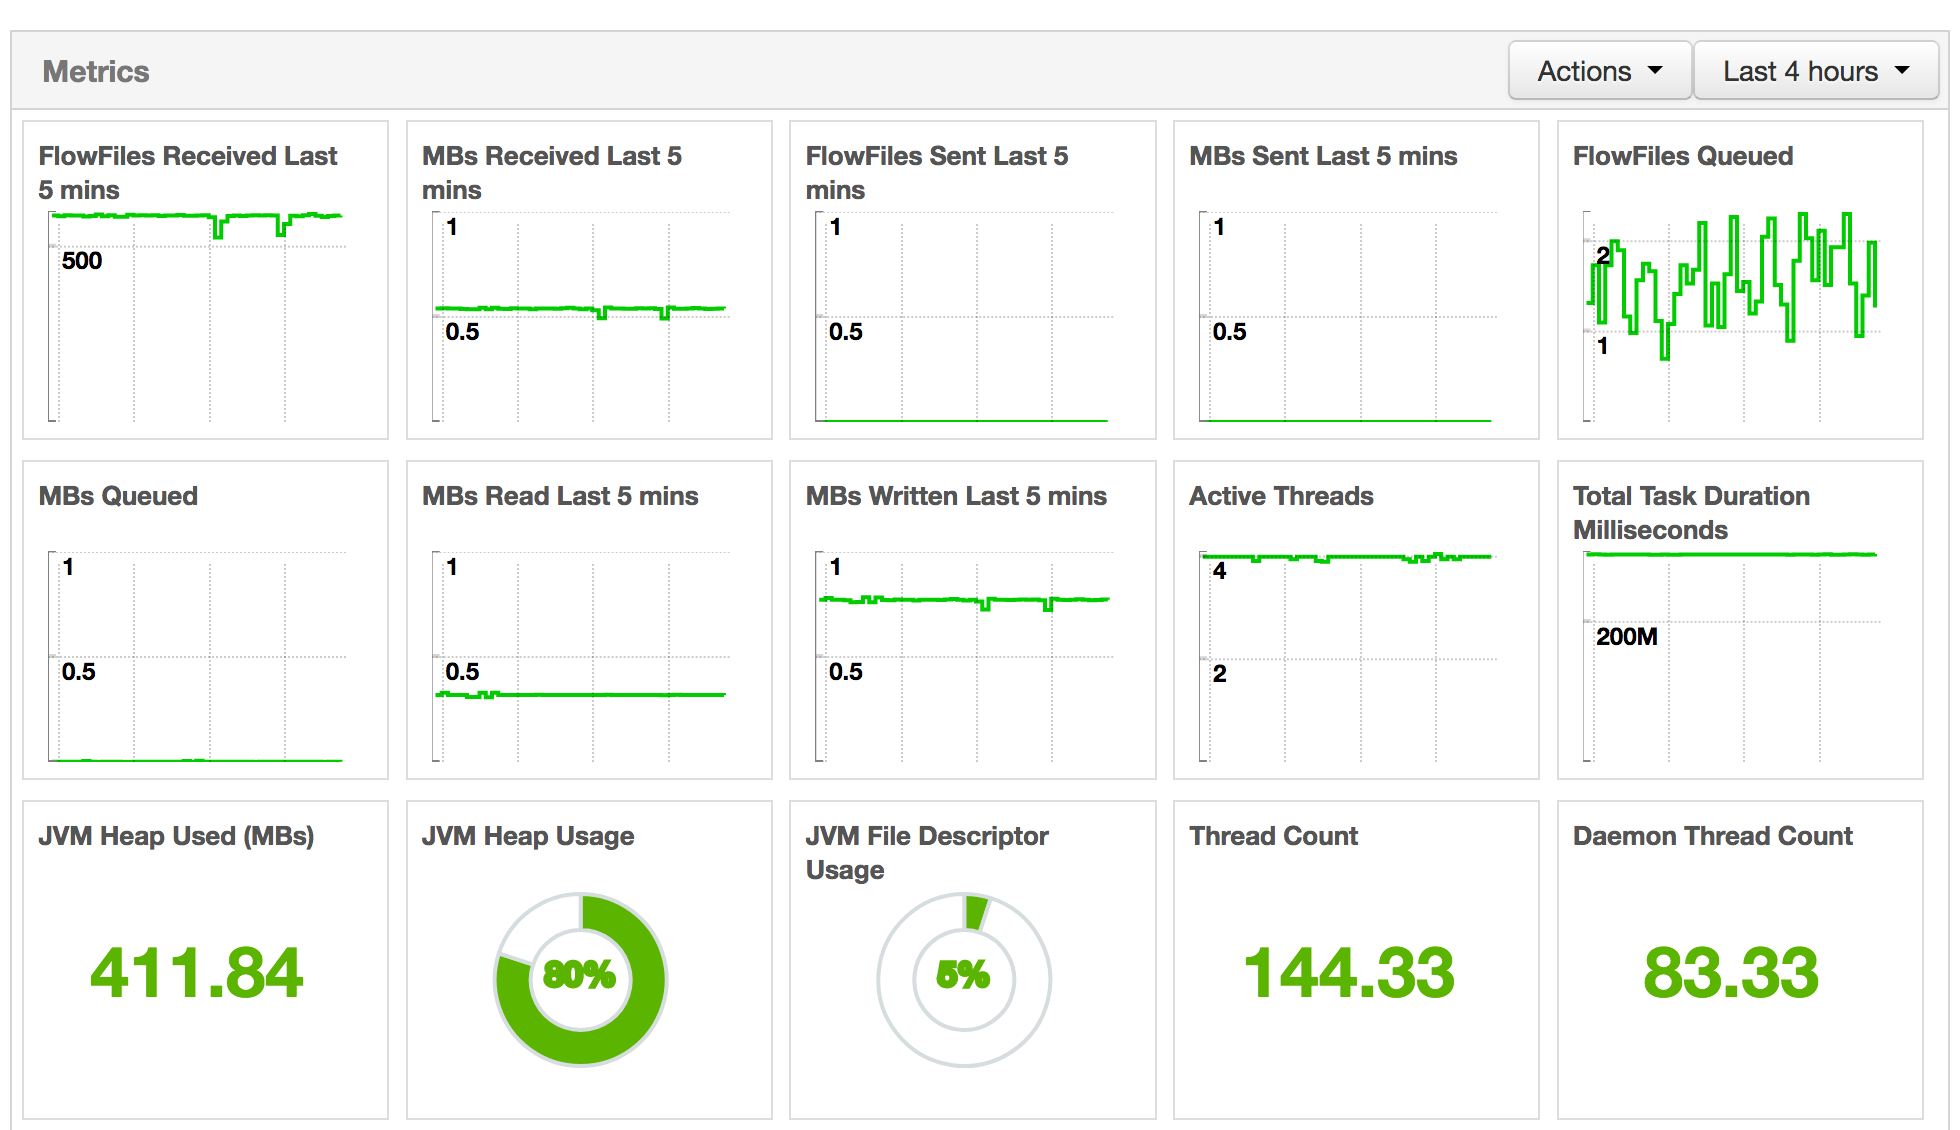 Metrics
Actions
Last 4 hours
FlowFiles Received Last
5 mins
500
MBs Received Last 5
mins
1
0.5
FlowFiles Sent Last 5
mins
1
0.5
MBs Sent Last 5 mins
1
0.5
FlowFiles Queued
2
1
MBs Queued
1
0.5
MBs Read Last 5 mins
1
0.5
MBs Written Last 5 mins
1
0.5
Active Threads
4
2
Total Task Duration
Milliseconds
200M
JVM Heap Used (MBs)
411.84
JVM Heap Usage
80%
JVM File Descriptor
Usage
5%
Thread Count
144.33
Daemon Thread Count
83.33